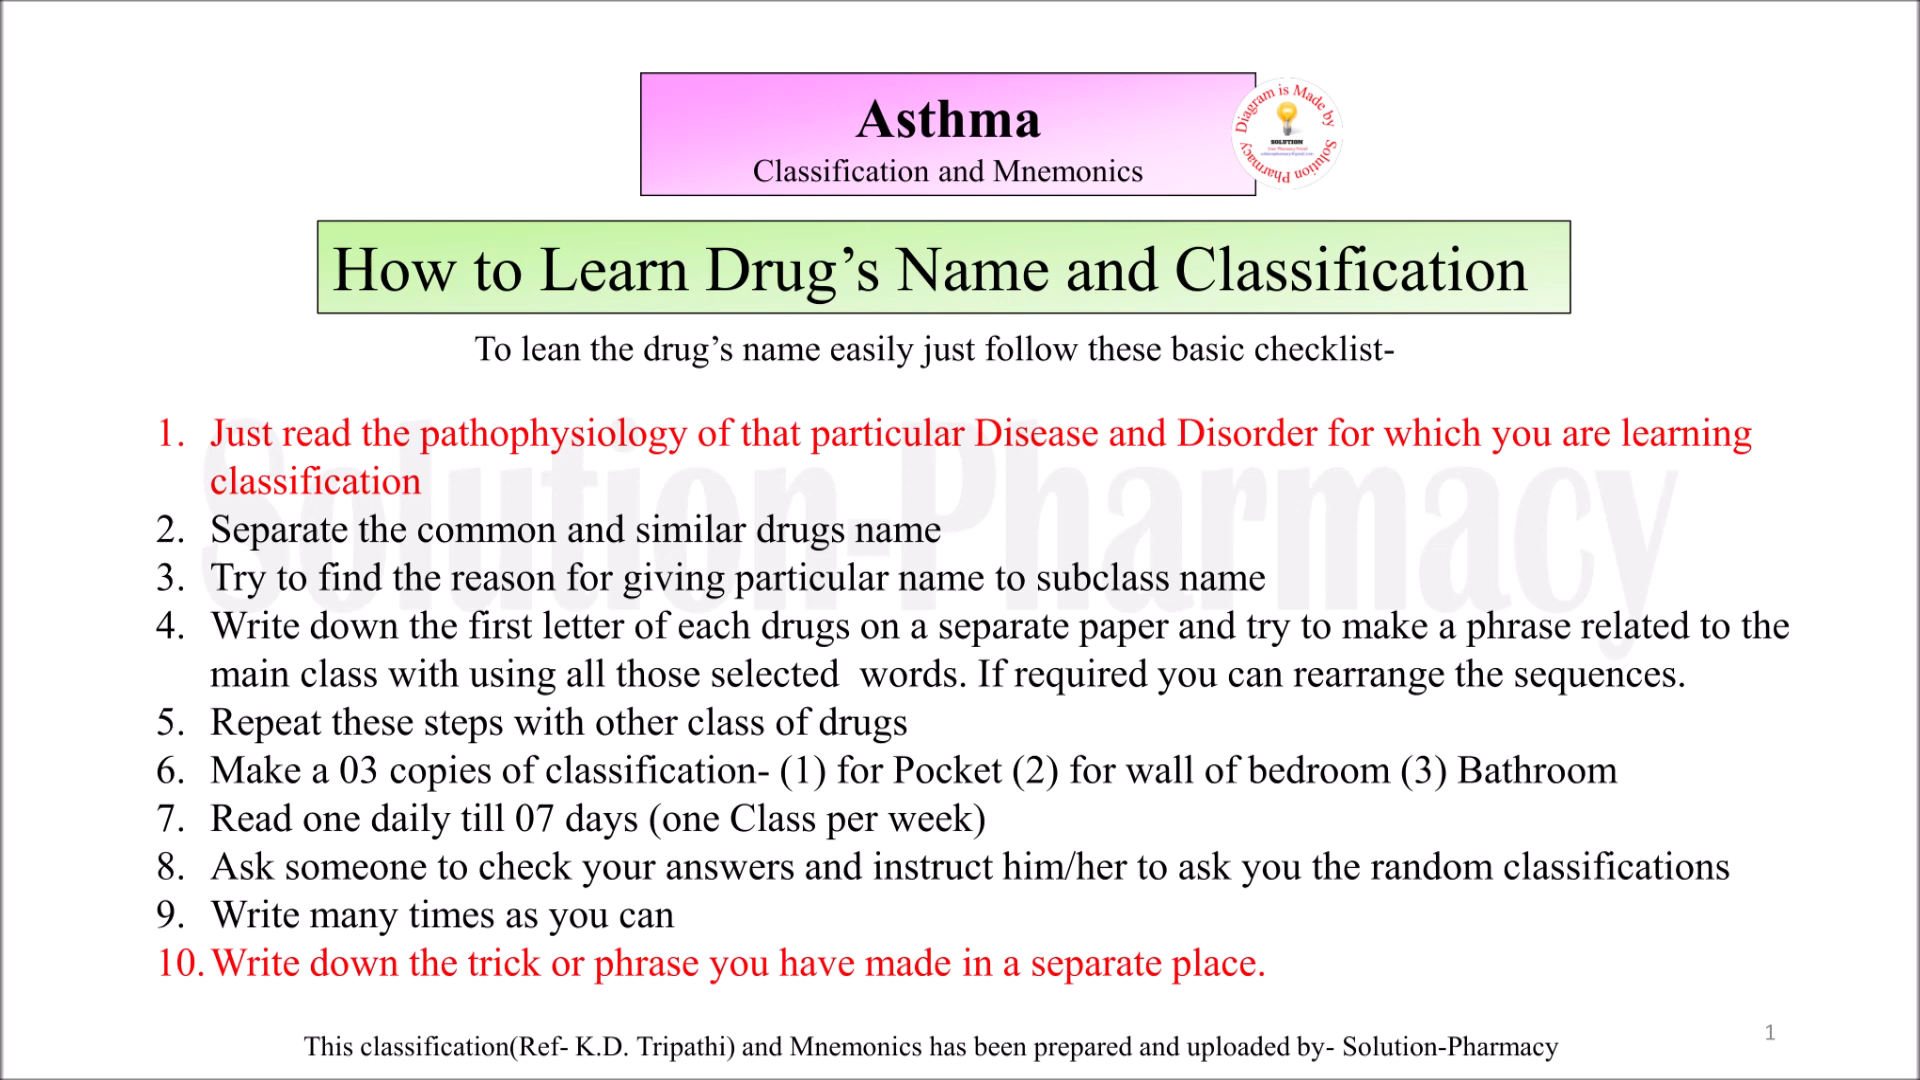 Asthma
Classification and Mnemonics
Diagram is Made by Solution Pharmacy
SOLUTION
How to Learn Drug’s Name and Classification
To lean the drug’s name easily just follow these basic checklist-
Solution-Pharmacy
1. Just read the pathophysiology of that particular Disease and Disorder for which you are learning
classification
2. Separate the common and similar drugs name
3. Try to find the reason for giving particular name to subclass name
4. Write down the first letter of each drugs on a separate paper and try to make a phrase related to the
main class with using all those selected  words. If required you can rearrange the sequences.
5. Repeat these steps with other class of drugs
6. Make a 03 copies of classification- (1) for Pocket (2) for wall of bedroom (3) Bathroom
7. Read one daily till 07 days (one Class per week)
8. Ask someone to check your answers and instruct him/her to ask you the random classifications
9. Write many times as you can
10. Write down the trick or phrase you have made in a separate place.
This classification(Ref- K.D. Tripathi) and Mnemonics has been prepared and uploaded by- Solution-Pharmacy
1